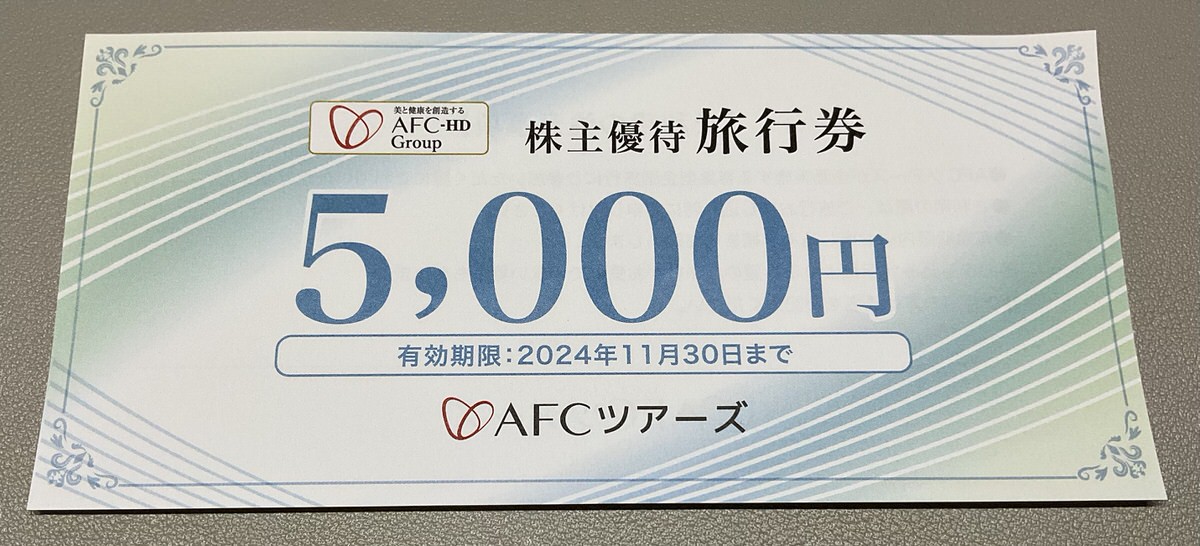 美と健康を創造する
AFC-HD
Group
株主優待 旅行券
5,000円
有効期限：2024年11月30日まで
AFCツアーズ